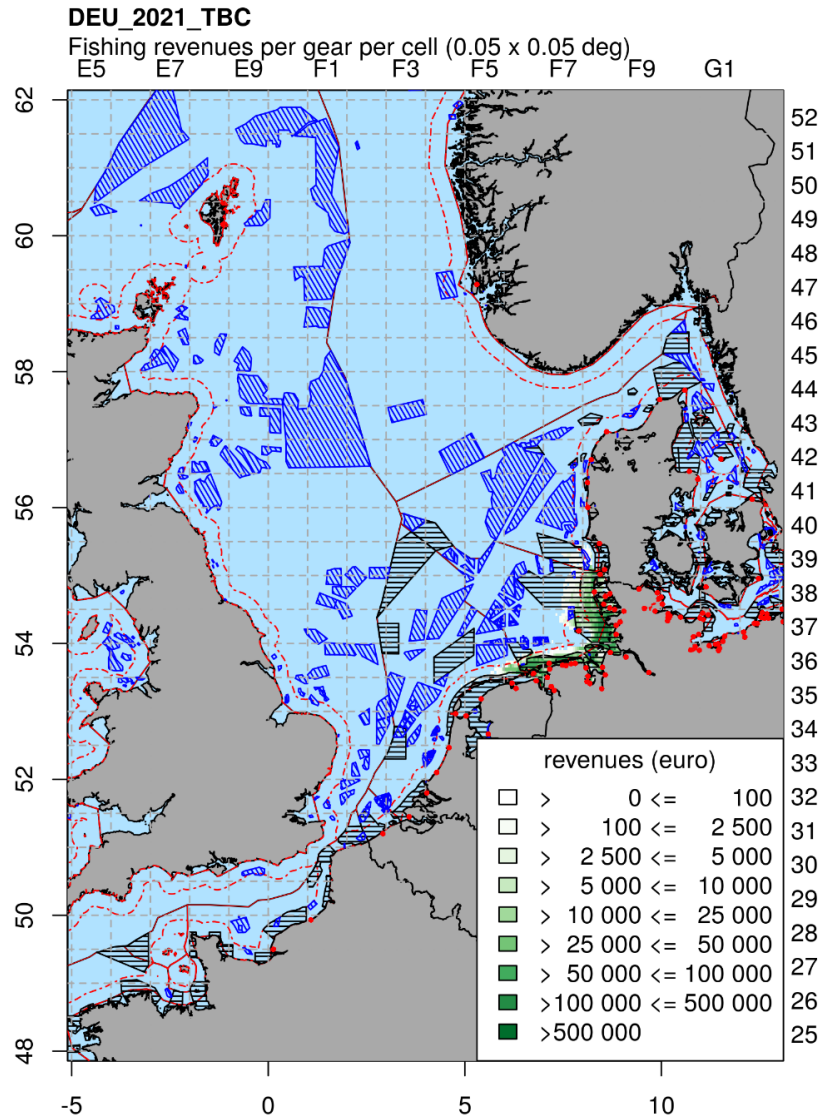 DEU_2021_TBC
Fishing revenues per gear per cell (0.05 x 0.05 deg)
E5 E7 E9 F1 F3 F5 F7 F9 G1
62
60
58
56
54
52
50
48
52
51
50
49
48
47
46
45
44
43
42
41
40
39
38
37
36
35
34
33
32
31
30
29
28
27
26
25
revenues (euro)
> 0 <= 100
> 100 <= 2 500
> 2 500 <= 5 000
> 5 000 <= 10 000
> 10 000 <= 25 000
> 25 000 <= 50 000
> 50 000 <= 100 000
>100 000 <= 500 000
>500 000
-5 0 5 10